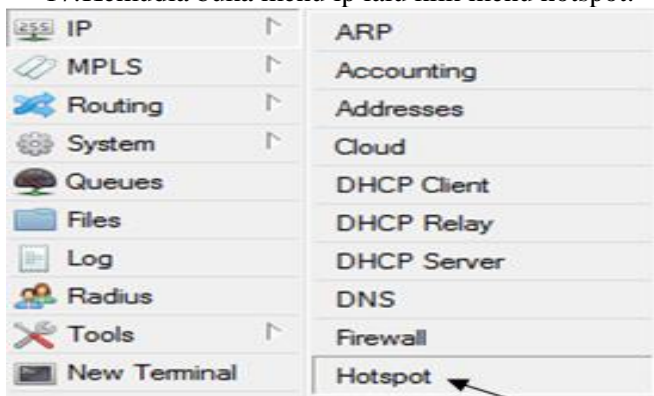 IP
MPLS
Routing
System
Queues
Files
Log
Radius
Tools
New Terminal
ARP
Accounting
Addresses
Cloud
DHCP Client
DHCP Relay
DHCP Server
DNS
Firewall
Hotspot